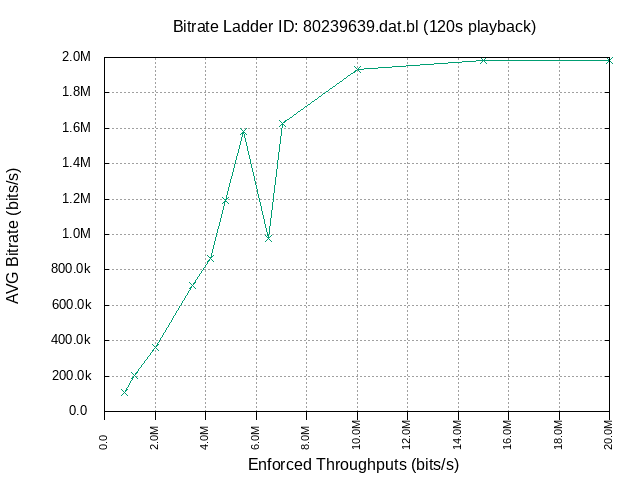 Bitrate Ladder ID: 80239639.dat.bl (120s playback)
2.0M
1.8M
1.6M
1.4M
1.2M
1.0M
800.0k
600.0k
400.0k
200.0k
0.0
AVG Bitrate (bits/s)
0.0
2.0M
4.0M
6.0M
8.0M
10.0M
12.0M
14.0M
16.0M
18.0M
20.0M
Enforced Throughputs (bits/s)